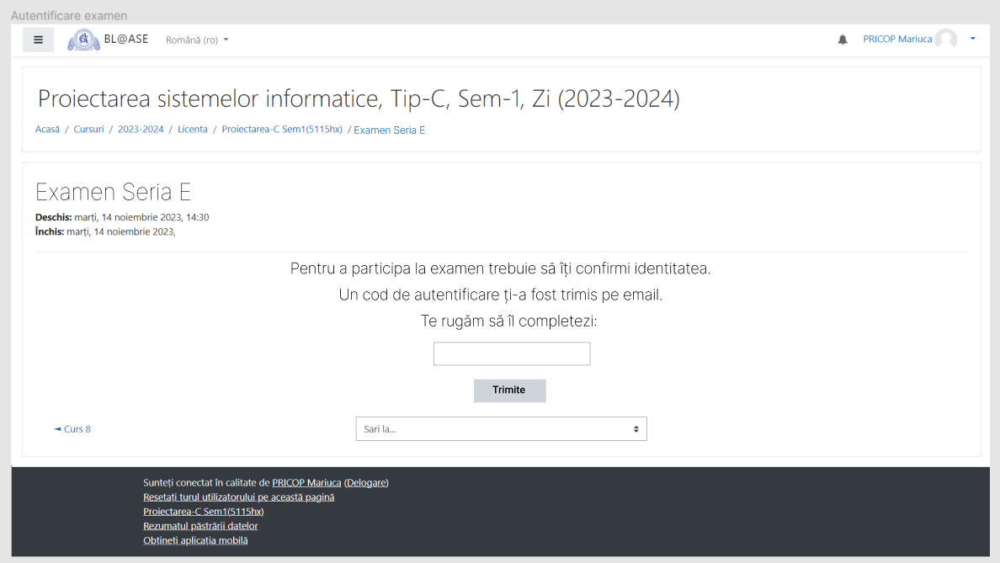 Autentificare examen
BL@ASE Română (ro) PRICOP Mariuca
Proiectarea sistemelor informatice, Tip-C, Sem-1, Zi (2023-2024)
Acasă / Cursuri / 2023-2024 / Licenta / Proiectarea-C Sem1(5115hx) / Examen Seria E
Examen Seria E
Deschis: marți, 14 noiembrie 2023, 14:30
Închis: marți, 14 noiembrie 2023,
Pentru a participa la examen trebuie să îți confirmi identitatea.
Un cod de autentificare ți-a fost trimis pe email.
Te rugăm să îl completezi:
Trimite
◄ Curs 8 Sari la...
Sunteți conectat în calitate de PRICOP Mariuca (Delogare)
Resetați turul utilizatorului pe această pagină
Proiectarea-C Sem1(5115hx)
Rezumatul păstrării datelor
Obțineți aplicația mobilă